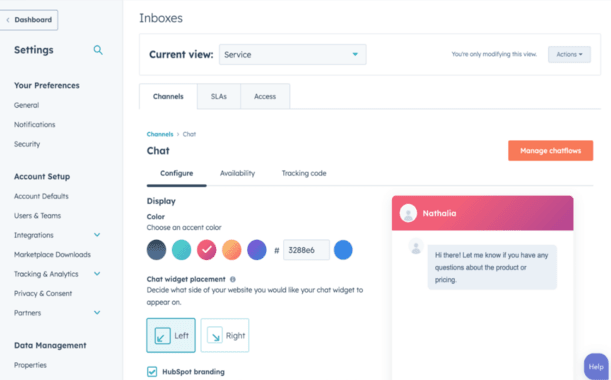 Dashboard
Settings
Your Preferences
General
Notifications
Security
Account Setup
Account Defaults
Users & Teams
Integrations
Marketplace Downloads
Tracking & Analytics
Privacy & Consent
Partners
Data Management
Properties
Inboxes
Current view:
Service
You're only modifying this view.
Actions
Channels
SLAs
Access
Channels > Chat
Chat
Manage chatflows
Configure
Availability
Tracking code
Display
Color
Choose an accent color
# 3288e6
Chat widget placement
Decide what side of your website you would like your chat widget to
appear on.
Left
Right
HubSpot branding
Nathalia
Hi there! Let me know if you have any
questions about the product or
pricing.
Help